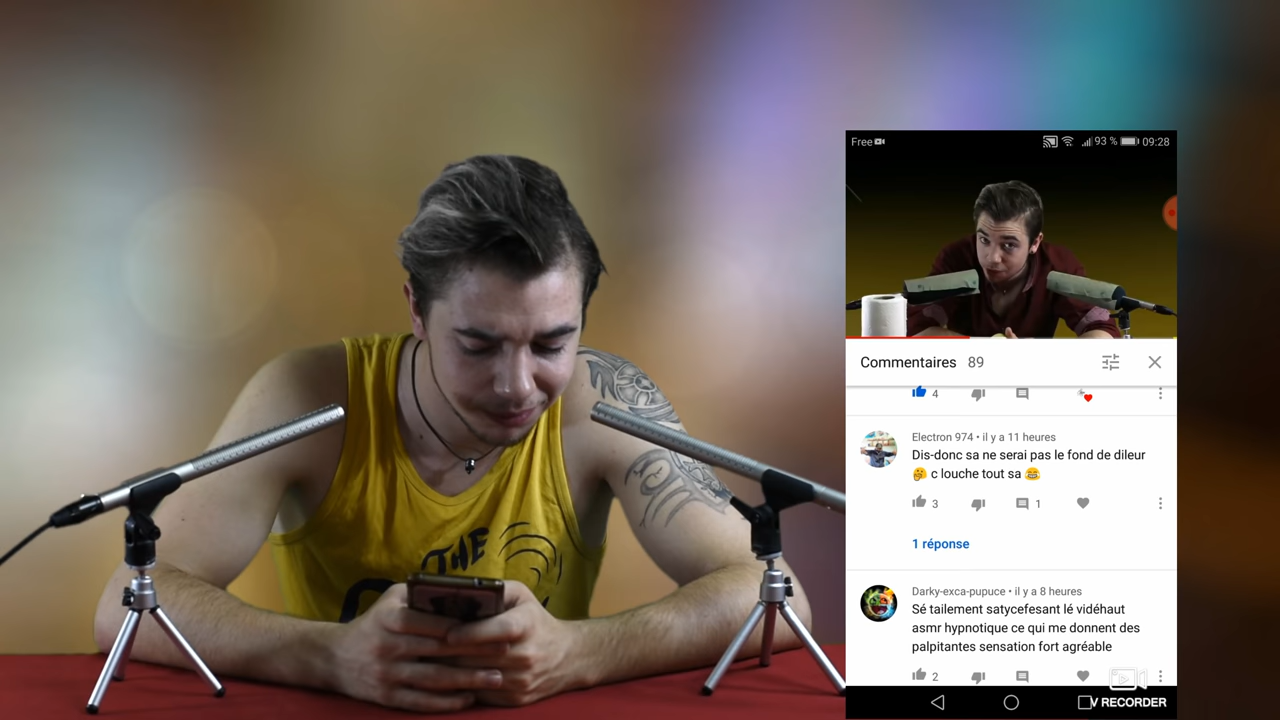 THE
Free 93 % 09:28
Commentaires 89
4
Electron 974 • il y a 11 heures
Dis-donc sa ne serai pas le fond de dileur
🤔 c louche tout sa 😂
3 1
1 réponse
Darky-exca-pupuce • il y a 8 heures
Sé tailement satycefesant lé vidéhaut
asmr hypnotique ce qui me donnent des
palpitantes sensation fort agréable
2
V RECORDER